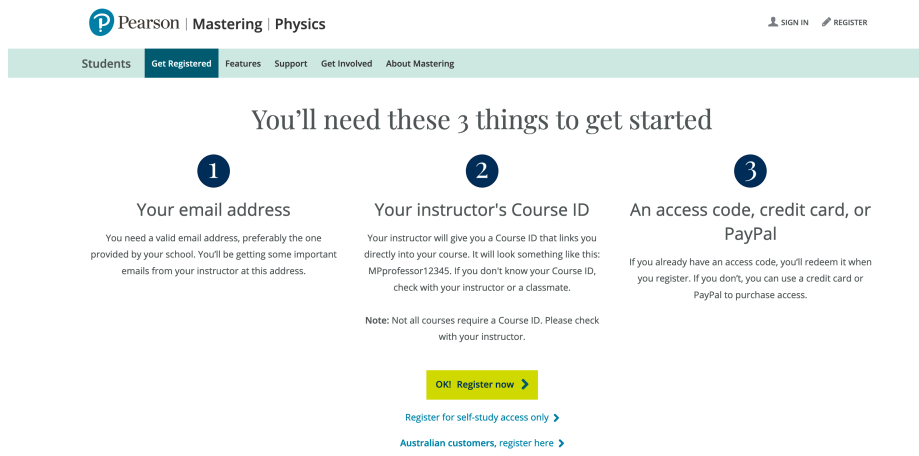 Pearson | Mastering | Physics
SIGN IN
REGISTER
Students
Get Registered
Features
Support
Get Involved
About Mastering
You'll need these 3 things to get started
1
Your email address
You need a valid email address, preferably the one
provided by your school. You'll be getting some important
emails from your instructor at this address.
2
Your instructor's Course ID
Your instructor will give you a Course ID that links you
directly into your course. It will look something like this:
MPprofessor12345. If you don't know your Course ID,
check with your instructor or a classmate.
Note: Not all courses require a Course ID. Please check
with your instructor.
3
An access code, credit card, or
PayPal
If you already have an access code, you'll redeem it when
you register. If you don't, you can use a credit card or
PayPal to purchase access.
OK! Register now
Register for self-study access only
Australian customers, register here